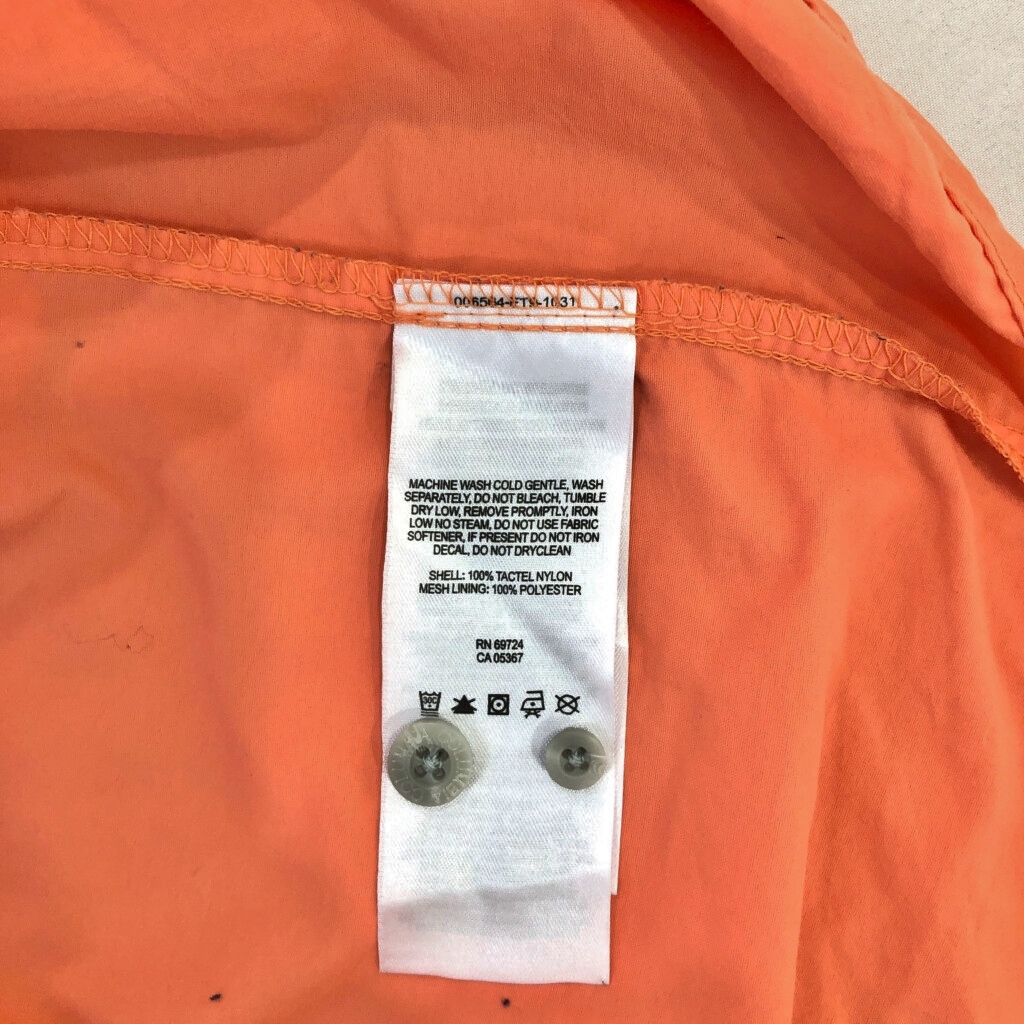 MACHINE WASH COLD GENTLE, WASH
SEPARATELY, DO NOT BLEACH, TUMBLE
DRY LOW, REMOVE PROMPTLY, IRON
LOW NO STEAM, DO NOT USE FABRIC
SOFTENER, IF PRESENT DO NOT IRON
DECAL, DO NOT DRYCLEAN
SHELL: 100% TACTEL NYLON
MESH LINING: 100% POLYESTER
RN 69724
CA 05367
30C